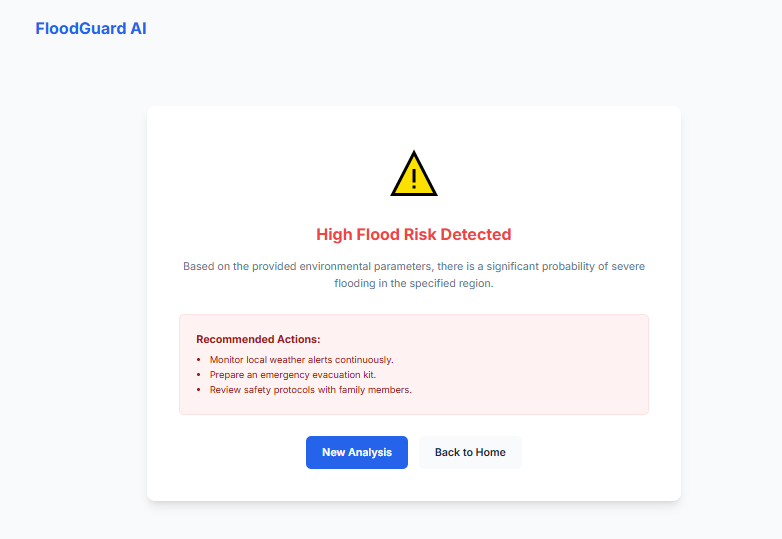 FloodGuard AI
High Flood Risk Detected
Based on the provided environmental parameters, there is a significant probability of severe
flooding in the specified region.
Recommended Actions:
• Monitor local weather alerts continuously.
• Prepare an emergency evacuation kit.
• Review safety protocols with family members.
New Analysis
Back to Home